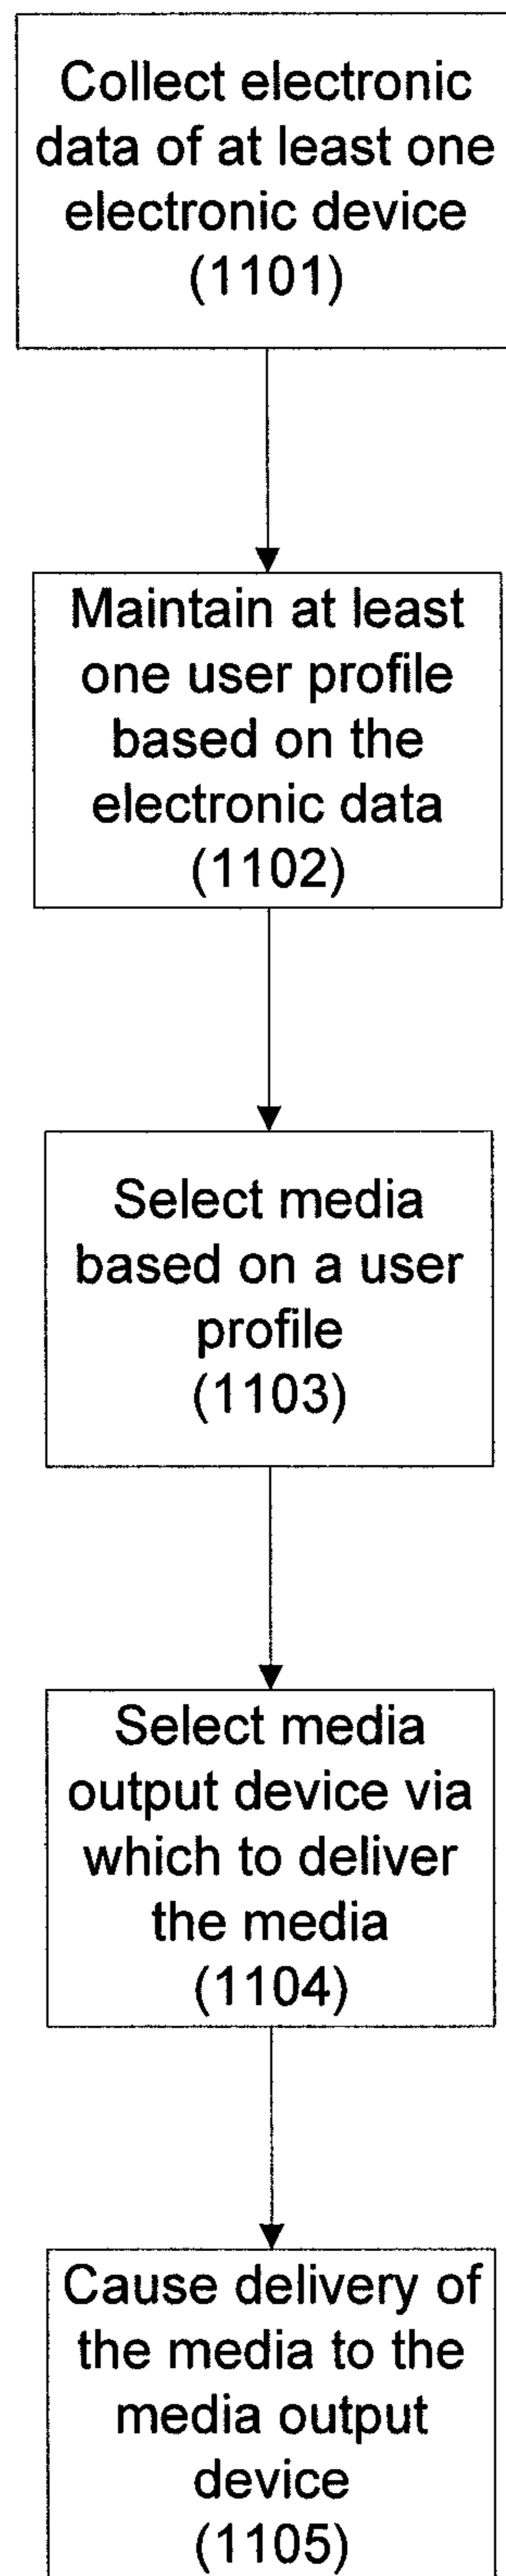 Collect electronic
data of at least one
electronic device
(1101)
Maintain at least
one user profile
based on the
electronic data
(1102)
Select media
based on a user
profile
(1103)
Select media
output device via
which to deliver
the media
(1104)
Cause delivery of
the media to the
media output
device
(1105)